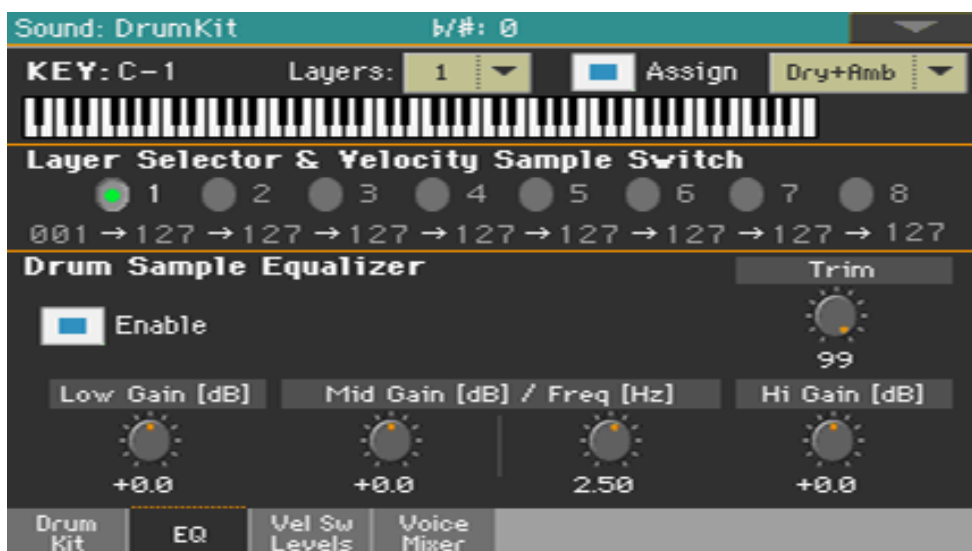 Sound: DrumKit ♭/#: 0
KEY: C-1 Layers: 1 Assign Dry+Amb
Layer Selector & Velocity Sample Switch
1 2 3 4 5 6 7 8
001 → 127 → 127 → 127 → 127 → 127 → 127 → 127 → 127
Drum Sample Equalizer Trim
Enable
99
Low Gain [dB] Mid Gain [dB] / Freq [Hz] Hi Gain [dB]
+0.0 +0.0 2.50 +0.0
Drum Kit EQ Vel Sw Levels Voice Mixer